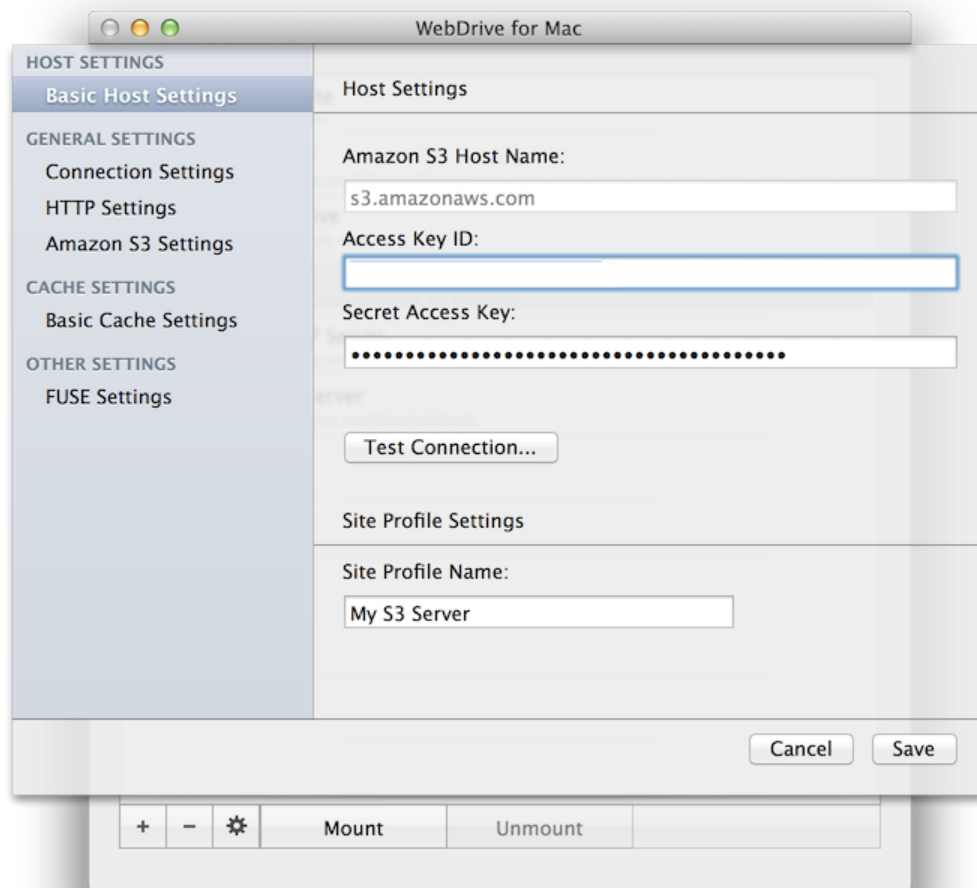 WebDrive for Mac
HOST SETTINGS
Basic Host Settings
GENERAL SETTINGS
Connection Settings
HTTP Settings
Amazon S3 Settings
CACHE SETTINGS
Basic Cache Settings
OTHER SETTINGS
FUSE Settings
Host Settings
Amazon S3 Host Name:
s3.amazonaws.com
Access Key ID:
Secret Access Key:
••••••••••••••••••••••••••••••••••••••••
Test Connection...
Site Profile Settings
Site Profile Name:
My S3 Server
Cancel
Save
+
−
Mount
Unmount